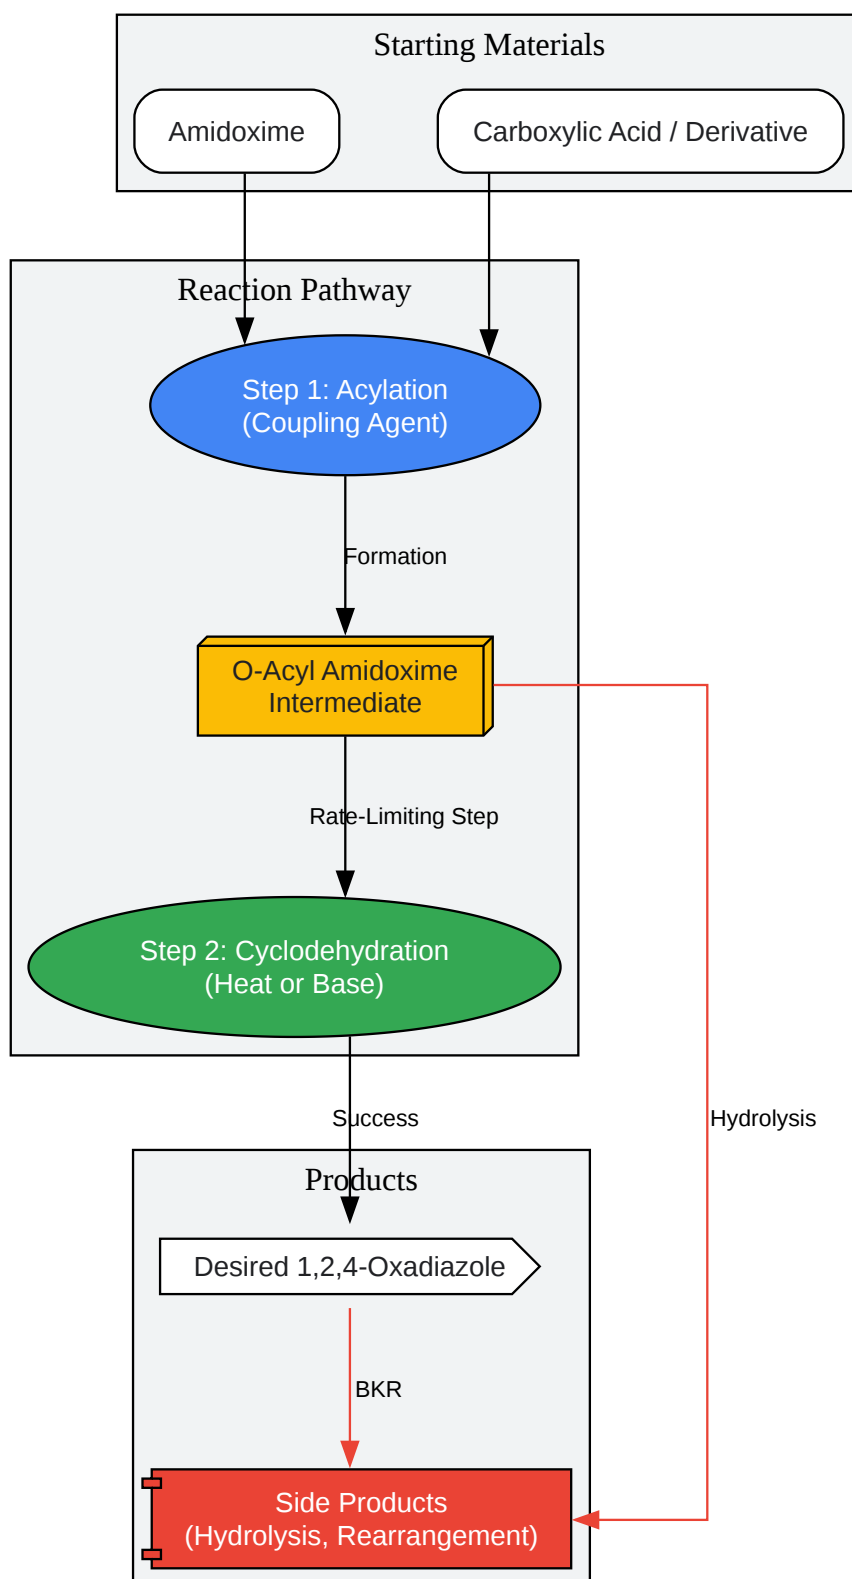 Starting Materials
Amidoxime
Carboxylic Acid / Derivative
Reaction Pathway
Step 1: Acylation
(Coupling Agent)
Formation
O-Acyl Amidoxime
Intermediate
Rate-Limiting Step
Step 2: Cyclodehydration
(Heat or Base)
Success
Hydrolysis
Products
Desired 1,2,4-Oxadiazole
BKR
Side Products
(Hydrolysis, Rearrangement)